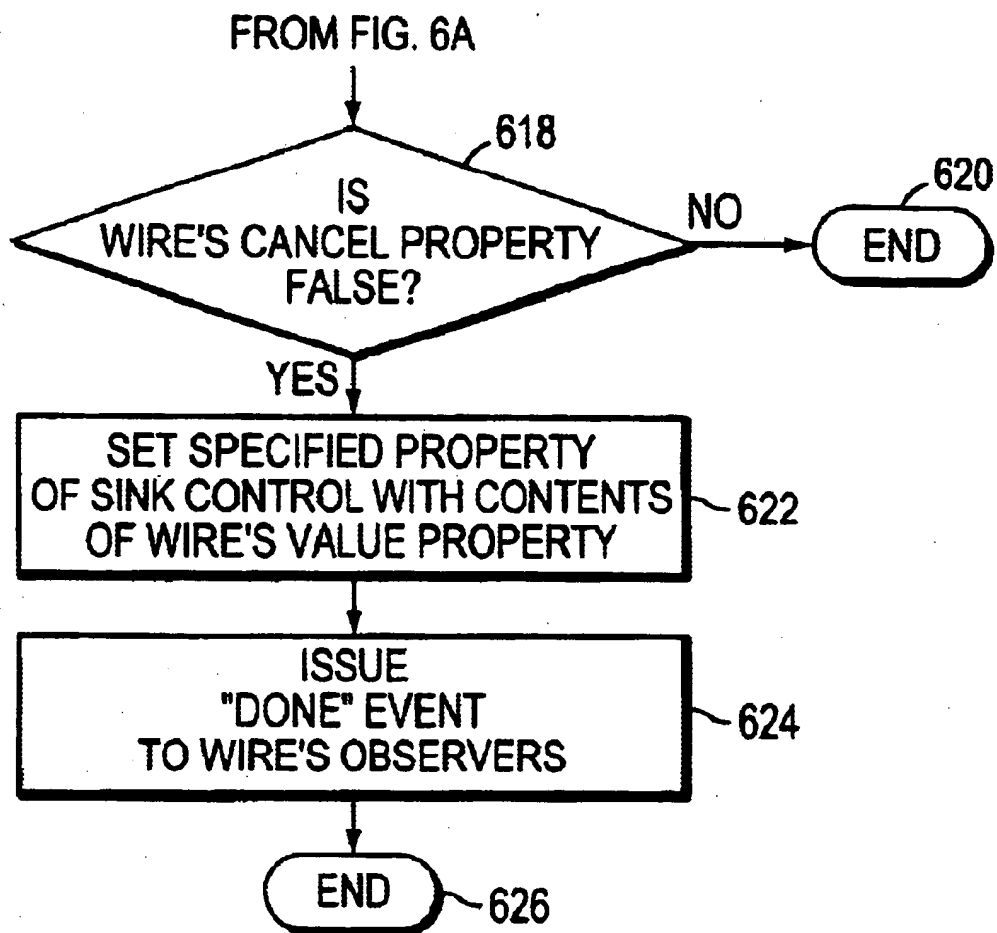 FROM FIG. 6A
618
IS
WIRE'S CANCEL PROPERTY
FALSE?
NO
620
END
YES
SET SPECIFIED PROPERTY
OF SINK CONTROL WITH CONTENTS
OF WIRE'S VALUE PROPERTY
622
ISSUE
"DONE" EVENT
TO WIRE'S OBSERVERS
624
END
626